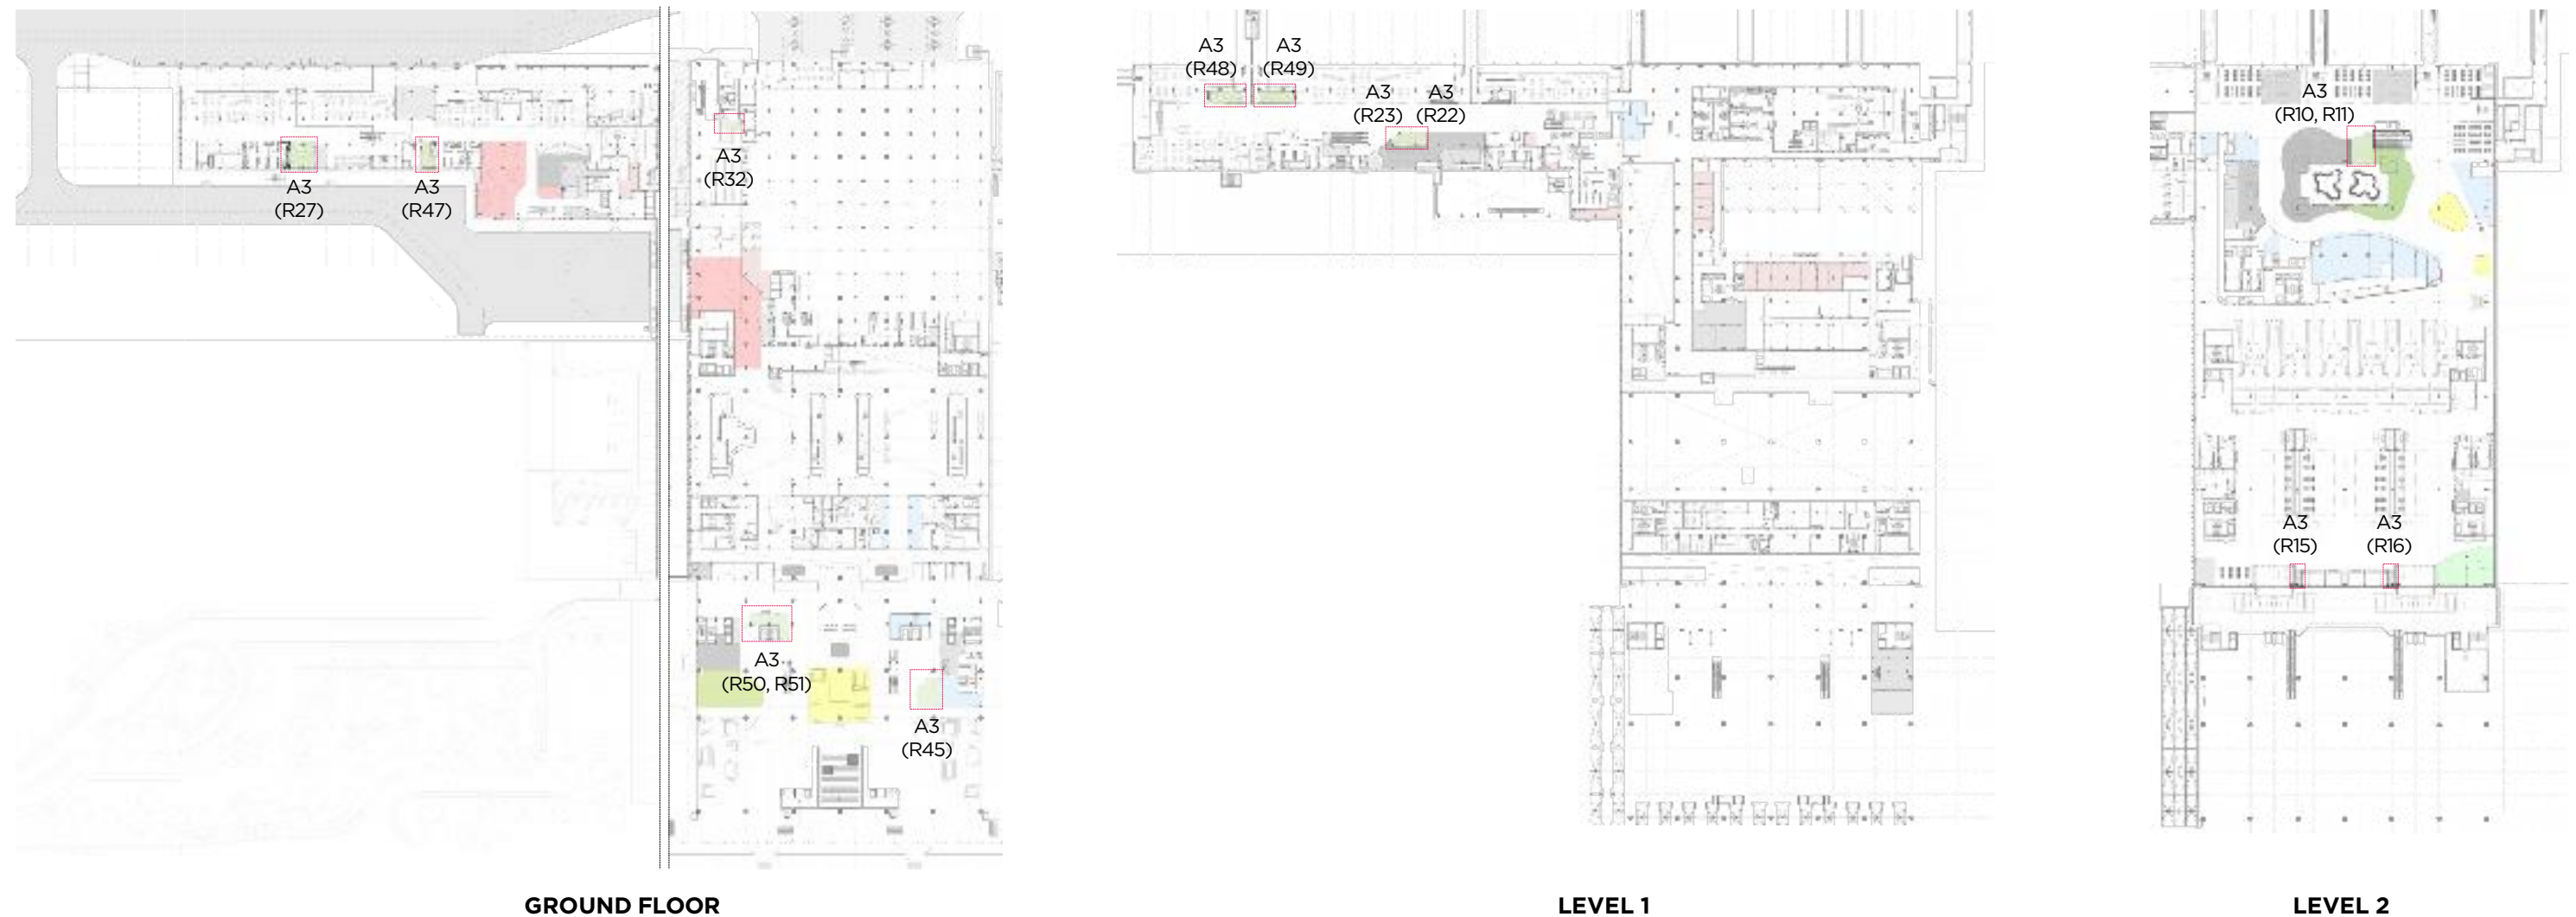 A3
(R27)
A3
(R47)
A3
(R32)
A3
(R50, R51)
A3
(R45)
GROUND FLOOR
A3
(R48)
A3
(R49)
A3
(R23)
A3
(R22)
LEVEL 1
A3
(R10, R11)
A3
(R15)
A3
(R16)
LEVEL 2